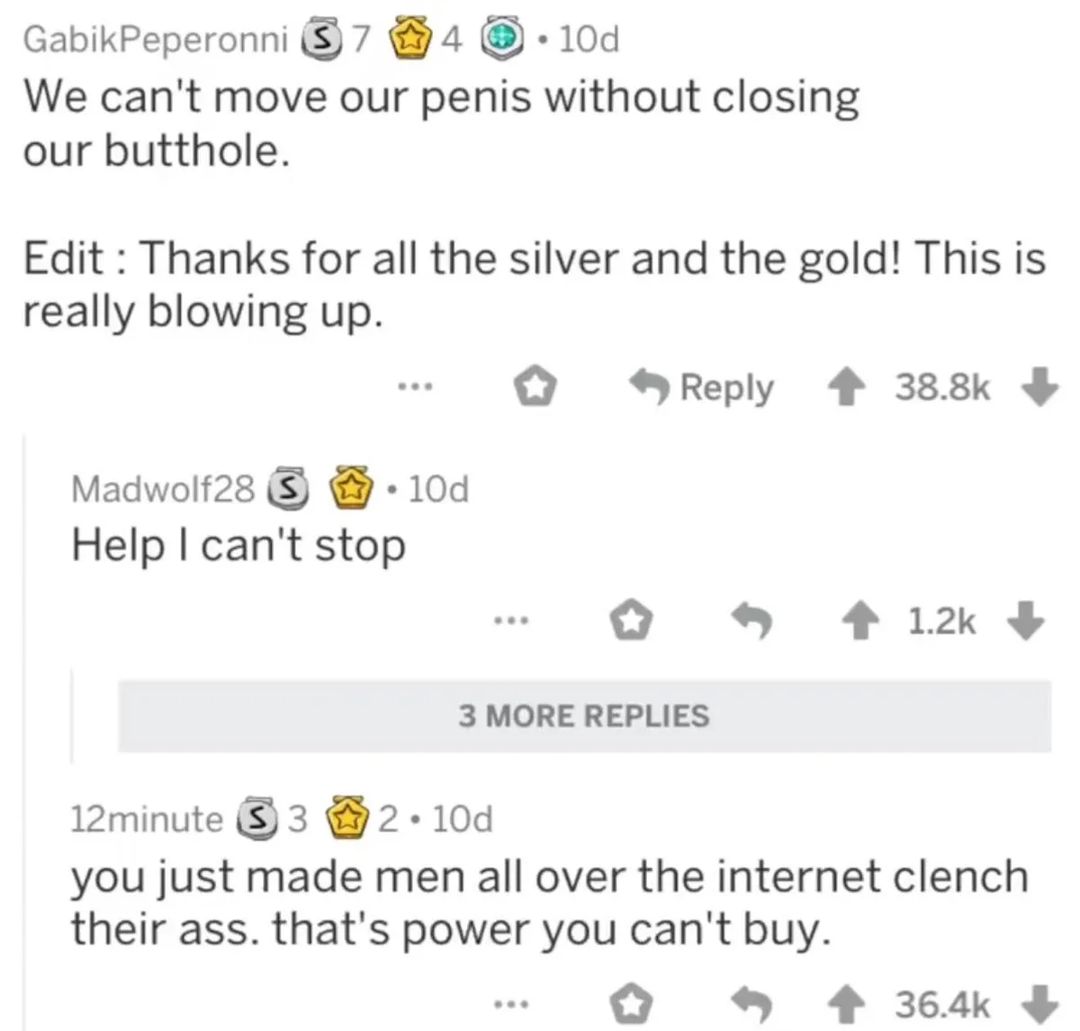 GabikPeperonni S 7 4 • 10d
We can't move our penis without closing
our butthole.
Edit : Thanks for all the silver and the gold! This is
really blowing up.
... Reply 38.8k
Madwolf28 S • 10d
Help I can't stop
... 1.2k
3 MORE REPLIES
12minute S 3 2 • 10d
you just made men all over the internet clench
their ass. that's power you can't buy.
... 36.4k